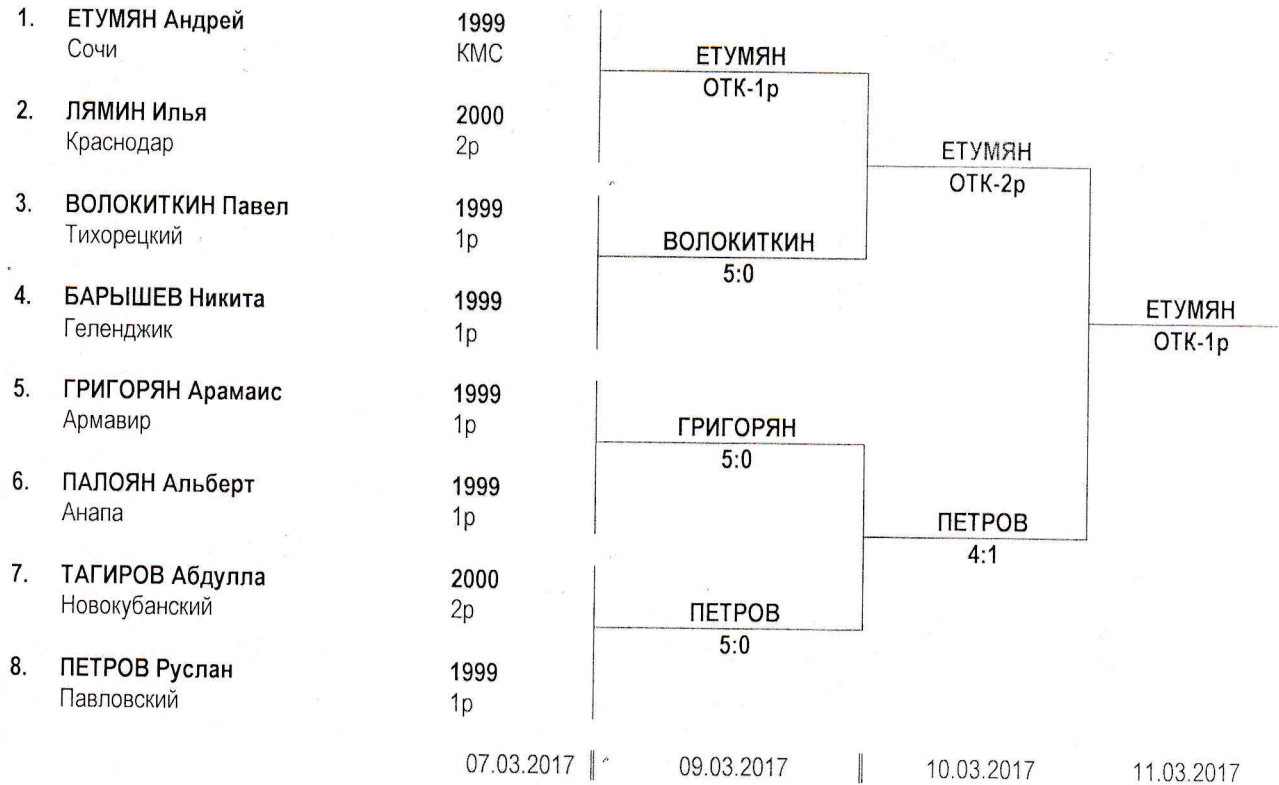 1. ЕТУМЯН Андрей 1999
Сочи КМС
ЕТУМЯН
ОТК-1р
2. ЛЯМИН Илья 2000
Краснодар 2р
ЕТУМЯН
ОТК-2р
3. ВОЛОКИТКИН Павел 1999
Тихорецкий 1р
ВОЛОКИТКИН
5:0
4. БАРЫШЕВ Никита 1999
Геленджик 1р
ЕТУМЯН
ОТК-1р
5. ГРИГОРЯН Арамаис 1999
Армавир 1р
ГРИГОРЯН
5:0
6. ПАЛОЯН Альберт 1999
Анапа 1р
ПЕТРОВ
4:1
7. ТАГИРОВ Абдулла 2000
Новокубанский 2р
ПЕТРОВ
5:0
8. ПЕТРОВ Руслан 1999
Павловский 1р
07.03.2017 09.03.2017 10.03.2017 11.03.2017